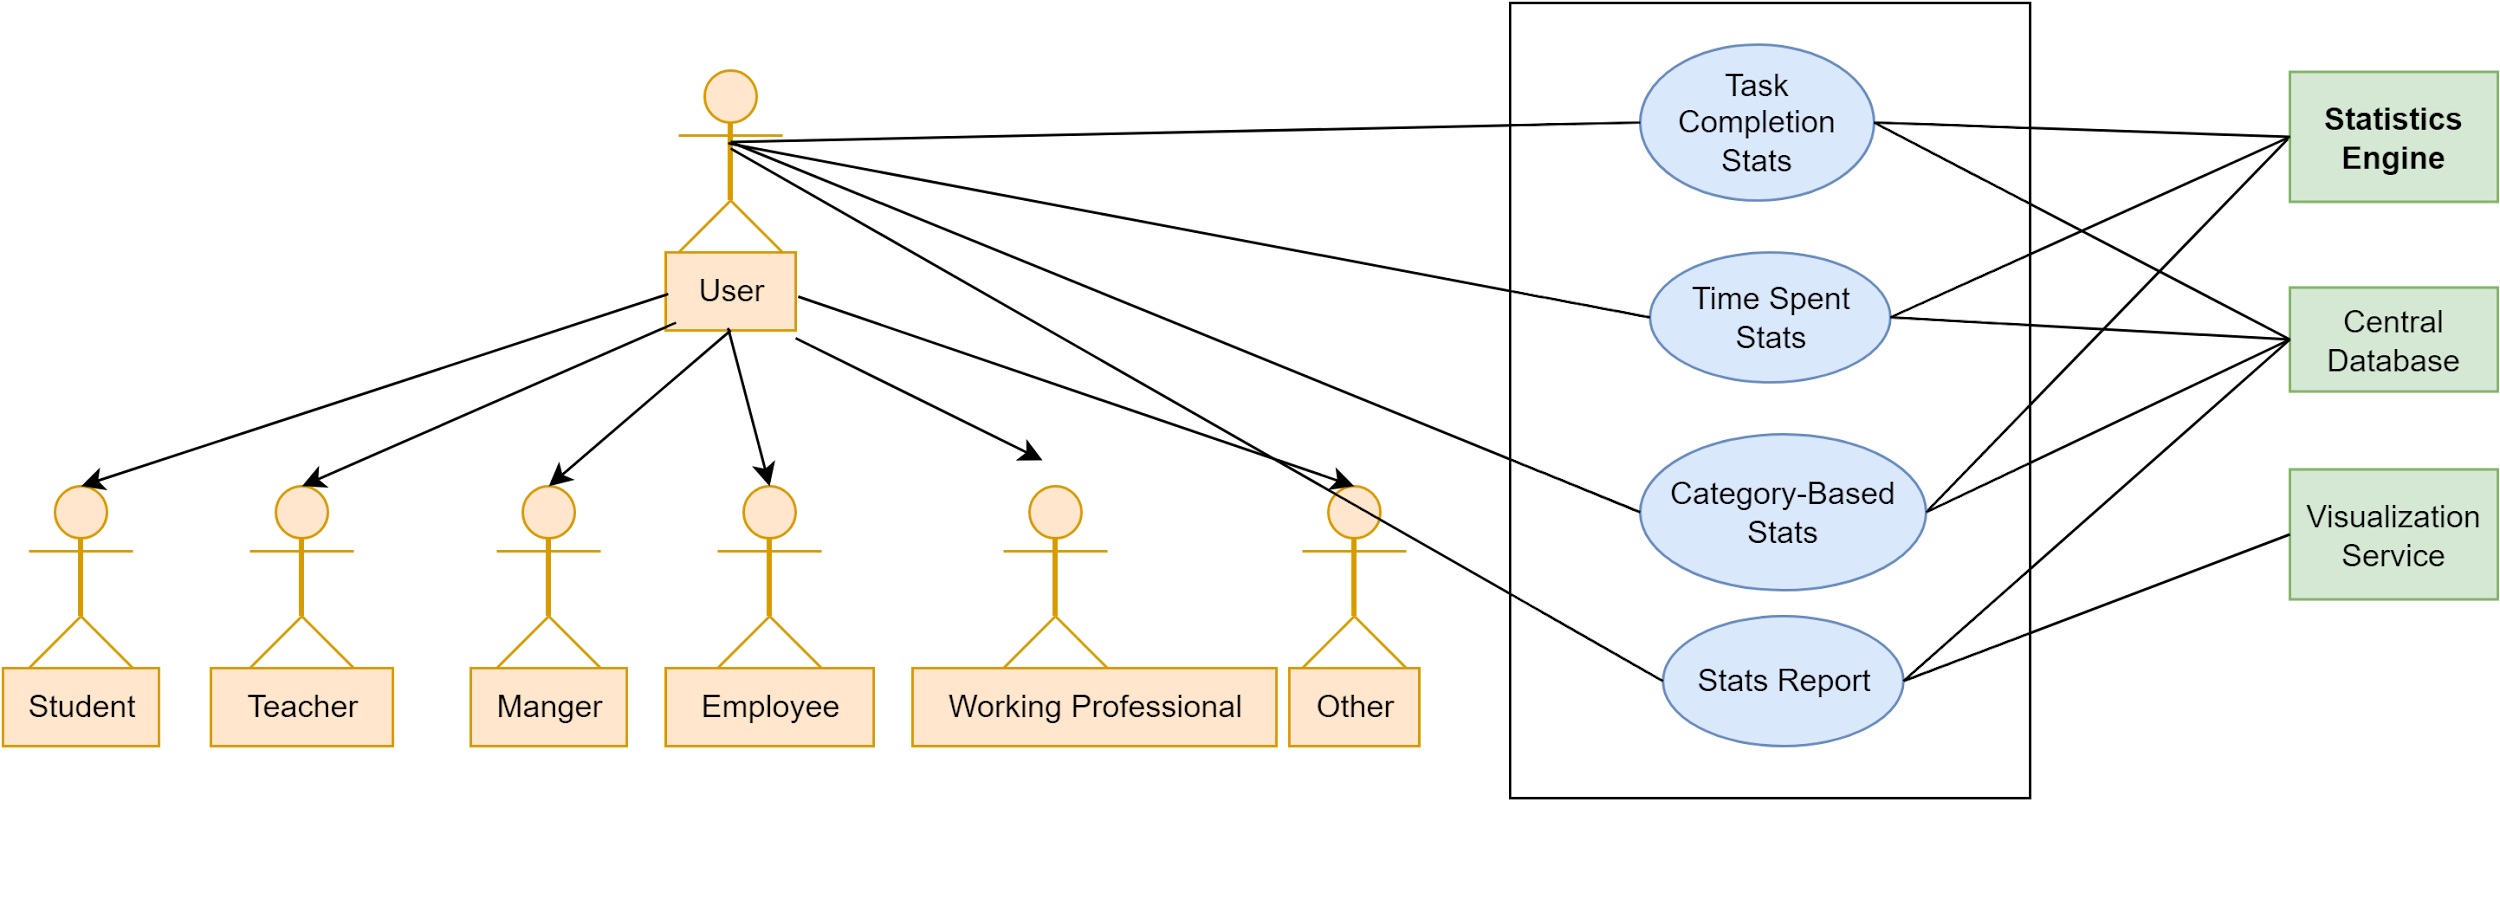 Task
Completion
Stats
Statistics
Engine
User
Time Spent
Stats
Central
Database
Category-Based
Stats
Visualization
Service
Stats Report
Student
Teacher
Manger
Employee
Working Professional
Other